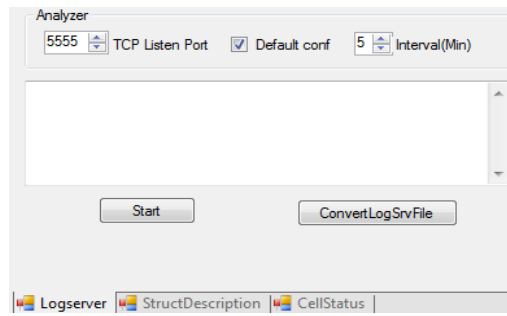 Analyzer
5555 TCP Listen Port Default conf 5 Interval(Min)
Start ConvertLogSrvFile
Logserver StructDescription CellStatus